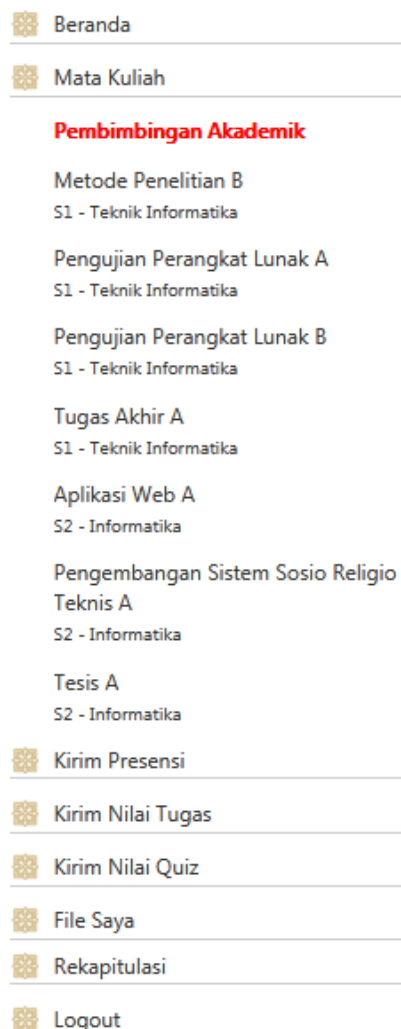 Beranda
Mata Kuliah
Pembimbingan Akademik
Metode Penelitian B
S1 - Teknik Informatika
Pengujian Perangkat Lunak A
S1 - Teknik Informatika
Pengujian Perangkat Lunak B
S1 - Teknik Informatika
Tugas Akhir A
S1 - Teknik Informatika
Aplikasi Web A
S2 - Informatika
Pengembangan Sistem Sosio Religio
Teknis A
S2 - Informatika
Tesis A
S2 - Informatika
Kirim Presensi
Kirim Nilai Tugas
Kirim Nilai Quiz
File Saya
Rekapitulasi
Logout